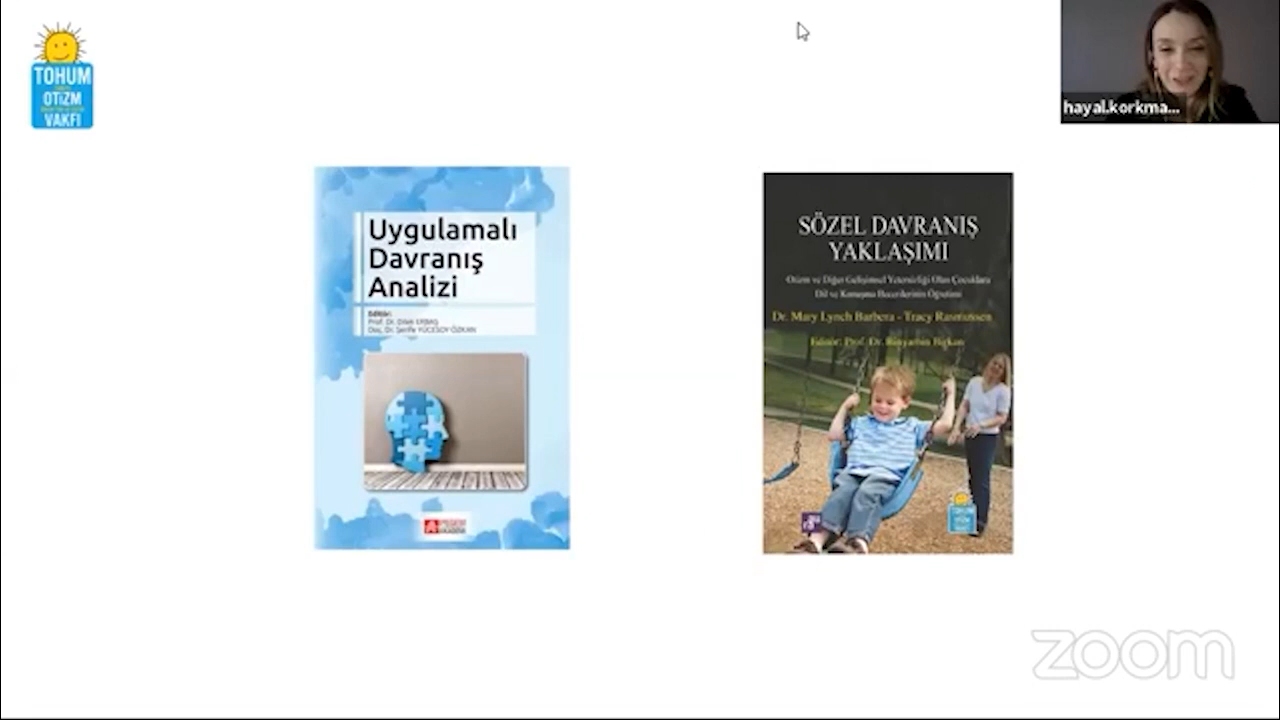 TOHUM
OTİZM
VAKFI
hayal.korkma...
Uygulamalı
Davranış
Analizi
Editör:
Prof. Dr. Dilek ERBAŞ
Doç. Dr. Şerife YÜCESOY ÖZKAN
SÖZEL DAVRANIŞ
YAKLAŞIMI
Otizm ve Diğer Gelişimsel Yetersizliği Olan Çocuklara
Dil ve Konuşma Becerilerinin Öğretimi
Dr. Mary Lynch Barbera - Tracy Rasmussen
Editör: Prof. Dr. Binyamin Birkan
TOHUM
zoom